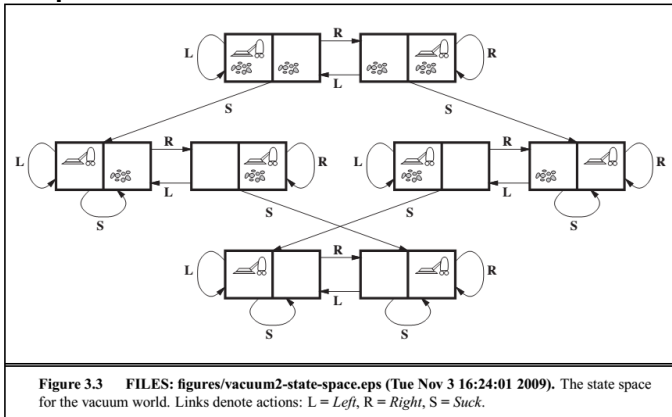 R
L
R
L
S
S
R
R
L
R
L
R
L
L
S
S
S
S
R
L
R
L
S
S
Figure 3.3 FILES: figures/vacuum2-state-space.eps (Tue Nov 3 16:24:01 2009). The state space
for the vacuum world. Links denote actions: L = Left, R = Right, S = Suck.